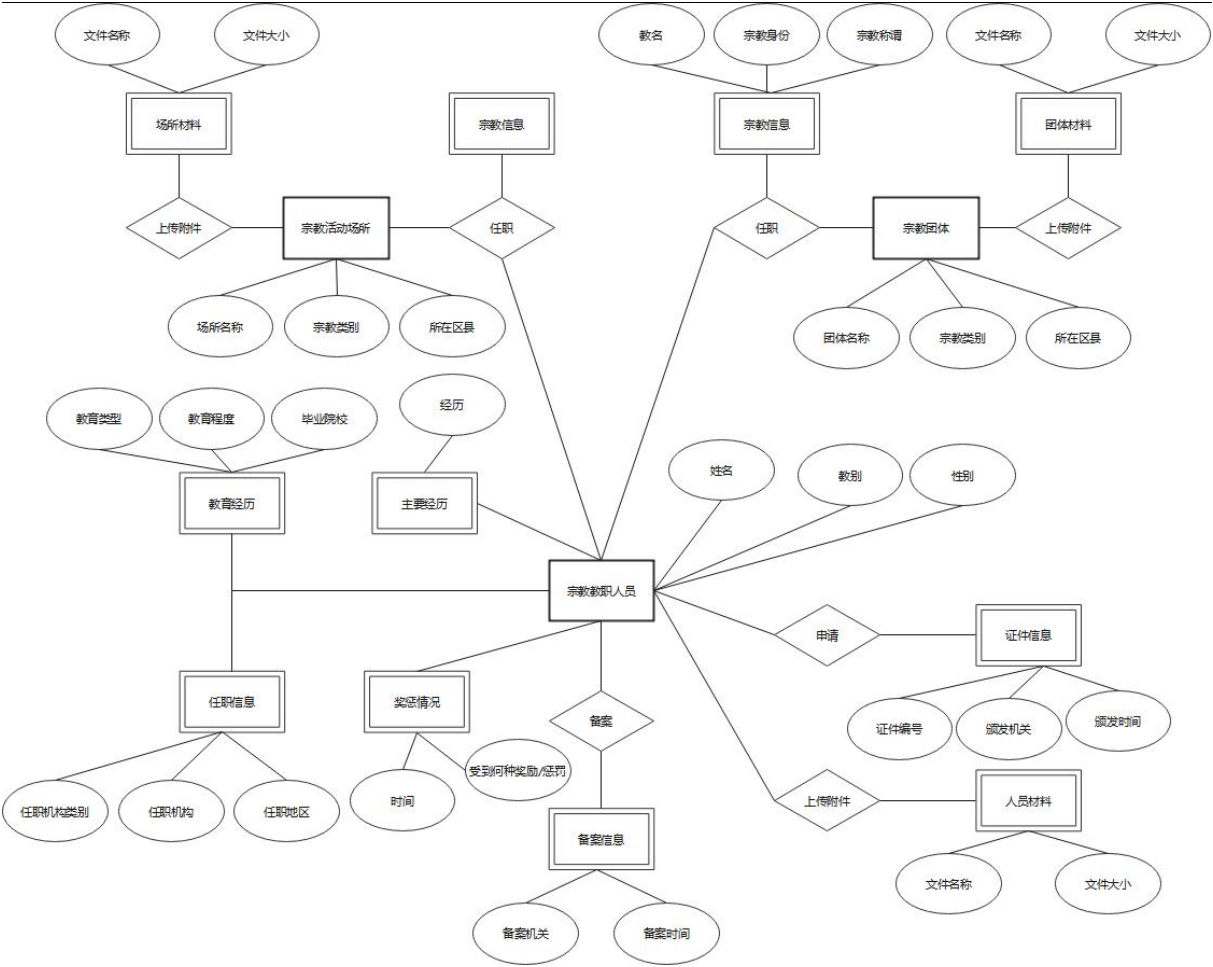 文件名称
文件大小
教名
宗教身份
宗教称谓
文件名称
文件大小
场所材料
宗教信息
宗教信息
团体材料
上传附件
宗教活动场所
任职
任职
宗教团体
上传附件
场所名称
宗教类别
所在区县
团体名称
宗教类别
所在区县
教育类型
教育程度
毕业院校
经历
姓名
教别
性别
教育经历
主要经历
宗教教职人员
申请
证件信息
任职信息
奖惩情况
备案
证件编号
颁发机关
颁发时间
任职机构类别
任职机构
任职地区
时间
受到何种奖励/惩罚
上传附件
人员材料
备案信息
文件名称
文件大小
备案机关
备案时间